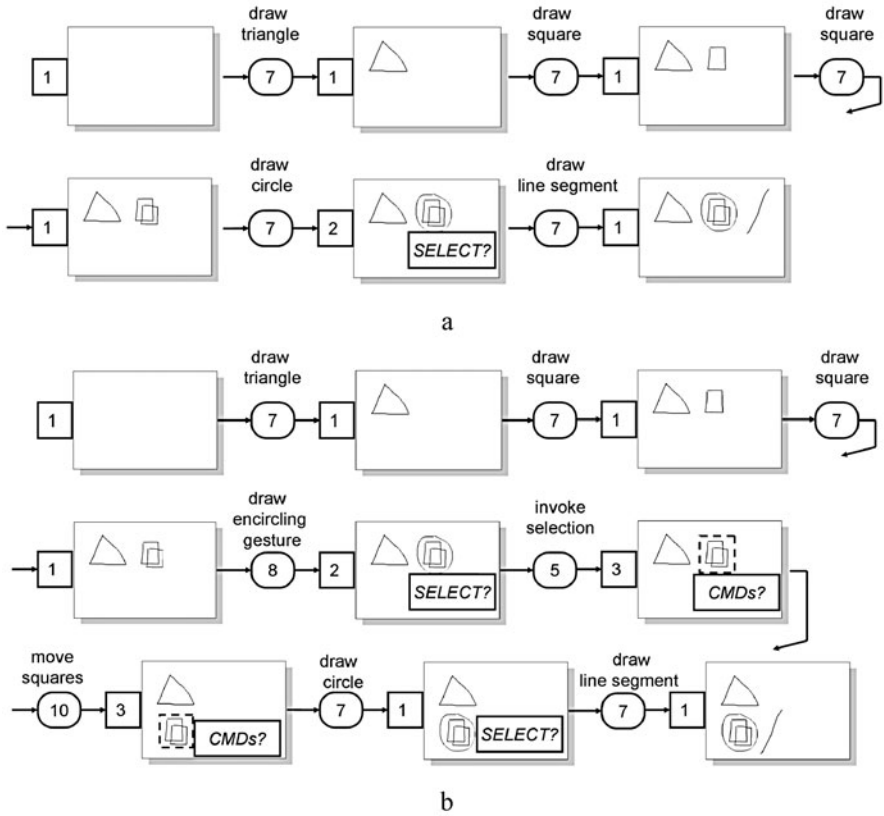 draw
triangle
draw
square
draw
square
1
7
1
7
1
7
draw
circle
draw
line segment
1
7
2
SELECT?
7
1
a
draw
triangle
draw
square
draw
square
1
7
1
7
1
7
draw
encircling
gesture
invoke
selection
1
8
2
SELECT?
5
3
CMDs?
move
squares
draw
circle
draw
line segment
10
3
CMDs?
7
1
SELECT?
7
1
b